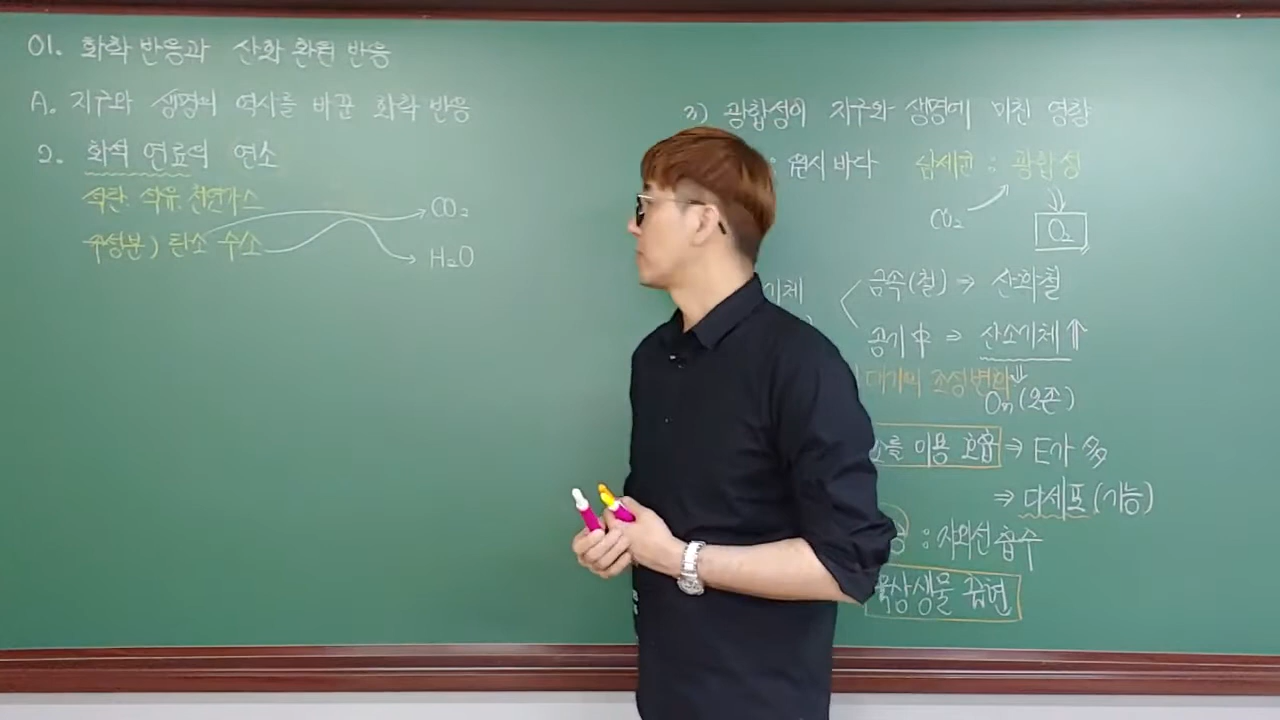 01. 화학 반응과 산화 환원 반응
A. 지구와 생명의 역사를 바꾼 화학 반응
2. 화석 연료의 연소
석탄. 석유. 천연가스
주성분) 탄소 수소
CO₂
H₂O
3) 광합성이 지구와 생명에 미친 영향
: 원시 바다 남세균 : 광합성
CO₂
O₂
기체
금속(철) ⇒ 산화철
공기 中 ⇒ 산소기체 ⇑
대기의 조성변화 ⇓
On (오존)
소를 이용 호흡 ⇒ E가 多
⇒ 다세포 (기능)
: 자외선 흡수
육상생물 출현